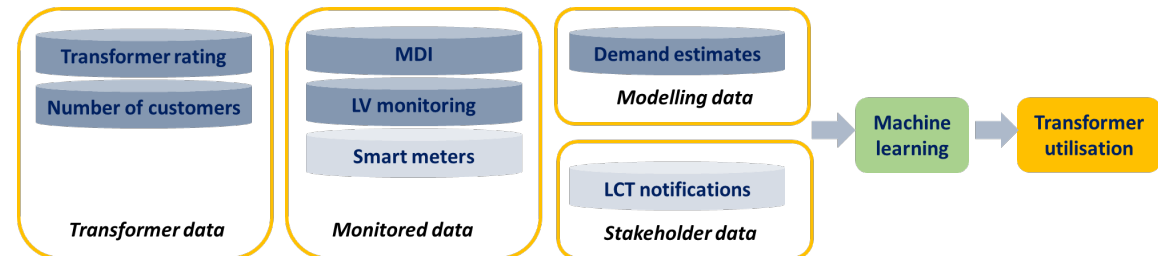 Transformer rating
Number of customers
Transformer data
MDI
LV monitoring
Smart meters
Monitored data
Demand estimates
Modelling data
LCT notifications
Stakeholder data
Machine
learning
Transformer
utilisation